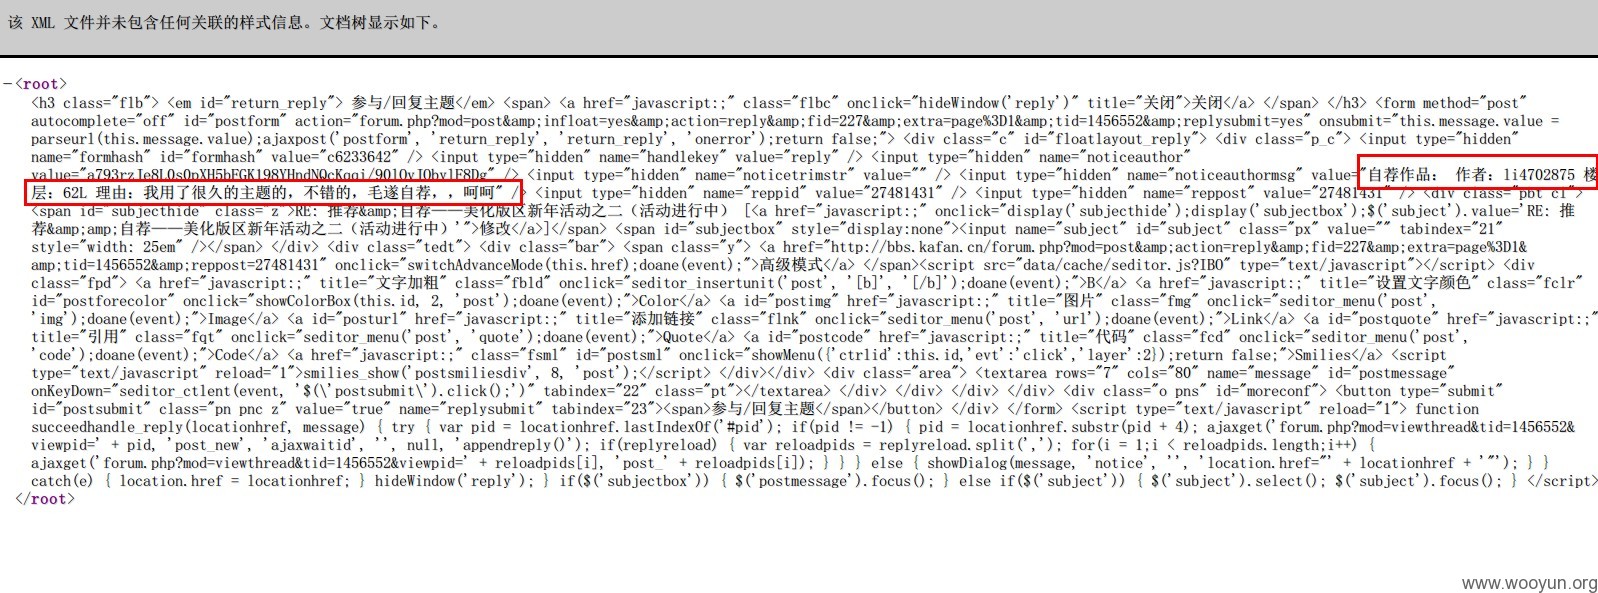 该 XML 文件并未包含任何关联的样式信息。文档树显示如下。
−<root>
<h3 class="flb"> <em id="return_reply"> 参与/回复主题</em> <span> <a href="javascript:;" class="flbc" onclick="hideWindow('reply')" title="关闭">关闭</a> </span> </h3> <form method="post"
autocomplete="off" id="postform" action="forum.php?mod=post&amp;infloat=yes&amp;action=reply&amp;fid=227&amp;extra=page%3D1&amp;tid=1456552&amp;replysubmit=yes" onsubmit="this.message.value =
parseurl(this.message.value);ajaxpost('postform', 'return_reply', 'return_reply', 'onerror');return false;"> <div class="c" id="floatlayout_reply"> <div class="p_c"> <input type="hidden"
name="formhash" id="formhash" value="c6233642" /> <input type="hidden" name="handlekey" value="reply" /> <input type="hidden" name="noticeauthor"
/> <input type="hidden" name="noticetrimstr" value="" /> <input type="hidden" name="noticeauthormsg" value="自荐作品： 作者：li4702875 楼
层：62L 理由：我用了很久的主题的，不错的，毛遂自荐，，呵呵" /> <input type="hidden" name="reppid" value="27481431" /> <input type="hidden" name="reppost" value="27481431" /> <div class="pbt cl">
<span id="subjecthide" class="z">RE: 推荐&amp;自荐——美化版区新年活动之二（活动进行中） [<a href="javascript:;" onclick="display('subjecthide');display('subjectbox');$('subject').value='RE: 推
荐&amp;amp;自荐——美化版区新年活动之二（活动进行中）'">修改</a>]</span> <span id="subjectbox" style="display:none"><input name="subject" id="subject" class="px" value="" tabindex="21"
style="width: 25em" /></span> </div> <div class="tedt"> <div class="bar"> <span class="y"> <a href="http://bbs.kafan.cn/forum.php?mod=post&amp;action=reply&amp;fid=227&amp;extra=page%3D1&
amp;tid=1456552&amp;reppost=27481431" onclick="switchAdvanceMode(this.href);doane(event);">高级模式</a> </span><script src="data/cache/seditor.js?IBO" type="text/javascript"></script> <div
class="fpd"> <a href="javascript:;" title="文字加粗" class="fbld" onclick="seditor_insertunit('post', '[b]', '[/b]');doane(event);">B</a> <a href="javascript:;" title="设置文字颜色" class="fclr"
id="postforecolor" onclick="showColorBox(this.id, 2, 'post');doane(event);">Color</a> <a id="postimg" href="javascript:;" title="图片" class="fmg" onclick="seditor_menu('post',
'img');doane(event);">Image</a> <a id="posturl" href="javascript:;" title="添加链接" class="flnk" onclick="seditor_menu('post', 'url');doane(event);">Link</a> <a id="postquote" href="javascript:;"
title="引用" class="fqt" onclick="seditor_menu('post', 'quote');doane(event);">Quote</a> <a id="postcode" href="javascript:;" title="代码" class="fcd" onclick="seditor_menu('post',
'code');doane(event);">Code</a> <a href="javascript:;" class="fsml" id="postsml" onclick="showMenu({'ctrlid':this.id,'evt':'click','layer':2});return false;">Smilies</a> <script
type="text/javascript" reload="1">smilies_show('postsmiliesdiv', 8, 'post');</script> </div></div> <div class="area"> <textarea rows="7" cols="80" name="message" id="postmessage"
onKeyDown="seditor_ctlent(event, '$(\'postsubmit\').click();')" tabindex="22" class="pt"></textarea> </div> </div> </div> <div class="o pns" id="moreconf"> <button type="submit"
id="postsubmit" class="pn pnc z" value="true" name="replysubmit" tabindex="23"><span>参与/回复主题</span></button> </div> </form> <script type="text/javascript" reload="1"> function
succeedhandle_reply(locationhref, message) { try { var pid = locationhref.lastIndexOf('#pid'); if(pid != -1) { pid = locationhref.substr(pid + 4); ajaxget('forum.php?mod=viewthread&tid=1456552&
viewpid=' + pid, 'post_new', 'ajaxwaitid', '', null, 'appendreply()'); if(replyreload) { var reloadpids = replyreload.split(','); for(i = 1;i < reloadpids.length;i++) {
ajaxget('forum.php?mod=viewthread&tid=1456552&viewpid=' + reloadpids[i], 'post_' + reloadpids[i]); } } } else { showDialog(message, 'notice', '', 'location.href="' + locationhref + '"'); } }
catch(e) { location.href = locationhref; } hideWindow('reply'); } if($('subjectbox')) { $('postmessage').focus(); } else if($('subject')) { $('subject').select(); $('subject').focus(); } </script>
</root>
www.wooyun.org